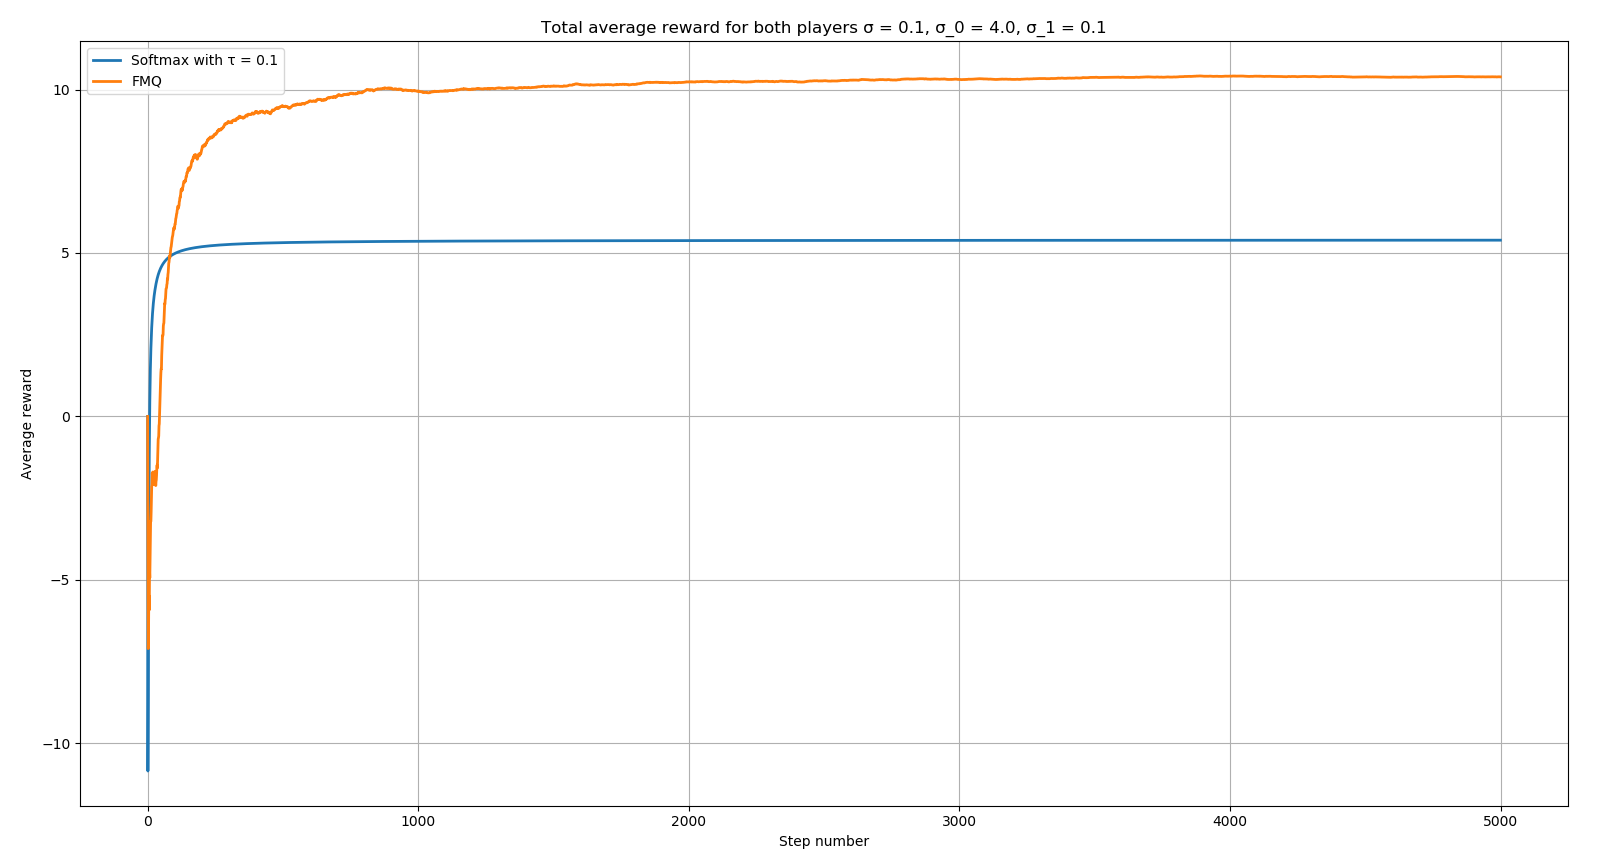 Total average reward for both players σ = 0.1, σ_0 = 4.0, σ_1 = 0.1
Softmax with τ = 0.1
FMQ
10
5
0
−5
−10
Average reward
0 1000 2000 3000 4000 5000
Step number